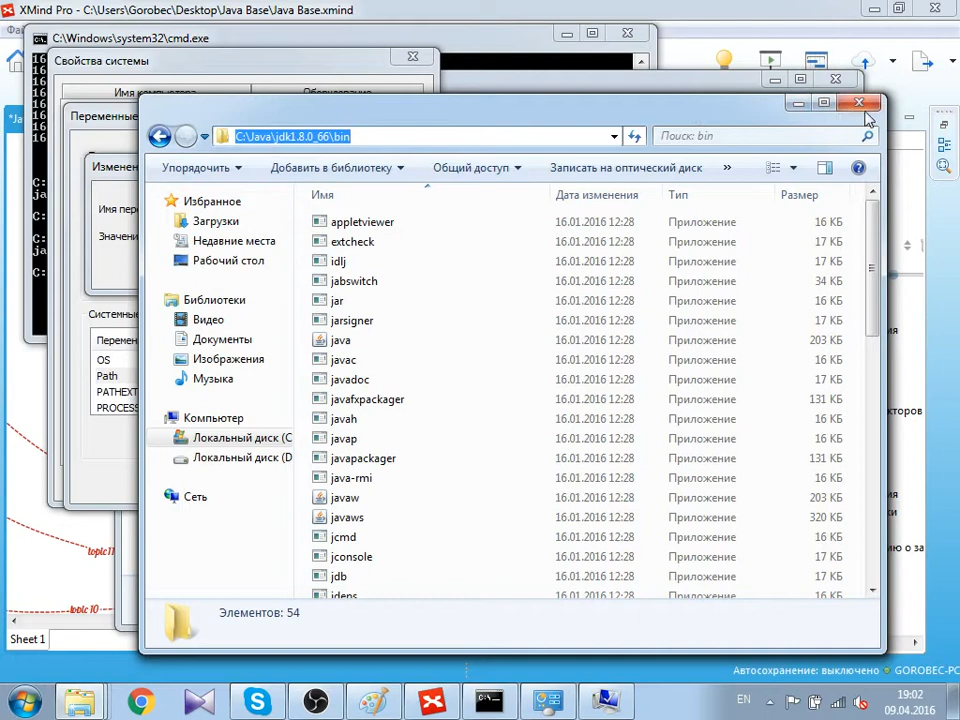 XMind Pro - C:\Users\Gorobec\Desktop\Java Base\Java Base.xmind
C:\Windows\system32\cmd.exe
Свойства системы
Имя компьютера
Оборудование
C:\Java\jdk1.8.0_66\bin
Поиск: bin
Упорядочить
Добавить в библиотеку
Общий доступ
Записать на оптический диск
»
Имя
Дата изменения
Тип
Размер
Избранное
Загрузки
Недавние места
Рабочий стол
Библиотеки
Видео
Документы
Изображения
Музыка
Компьютер
Локальный диск (C
Локальный диск (D
Сеть
appletviewer 16.01.2016 12:28 Приложение 16 КБ
extcheck 16.01.2016 12:28 Приложение 17 КБ
idlj 16.01.2016 12:28 Приложение 17 КБ
jabswitch 16.01.2016 12:28 Приложение 34 КБ
jar 16.01.2016 12:28 Приложение 16 КБ
jarsigner 16.01.2016 12:28 Приложение 17 КБ
java 16.01.2016 12:28 Приложение 203 КБ
javac 16.01.2016 12:28 Приложение 16 КБ
javadoc 16.01.2016 12:28 Приложение 17 КБ
javafxpackager 16.01.2016 12:28 Приложение 131 КБ
javah 16.01.2016 12:28 Приложение 16 КБ
javap 16.01.2016 12:28 Приложение 16 КБ
javapackager 16.01.2016 12:28 Приложение 131 КБ
java-rmi 16.01.2016 12:28 Приложение 16 КБ
javaw 16.01.2016 12:28 Приложение 203 КБ
javaws 16.01.2016 12:28 Приложение 320 КБ
jcmd 16.01.2016 12:28 Приложение 16 КБ
jconsole 16.01.2016 12:28 Приложение 17 КБ
jdb 16.01.2016 12:28 Приложение 17 КБ
jdeps 16.01.2016 12:28 Приложение 16 КБ
Элементов: 54
Переменные
Изменен
Имя пере
Значени
Системные
Перемен
OS
Path
PATHEXT
PROCESS
topic 10
Sheet 1
Автосохранение: выключено
GOROBEC-PC
EN
19:02
09.04.2016